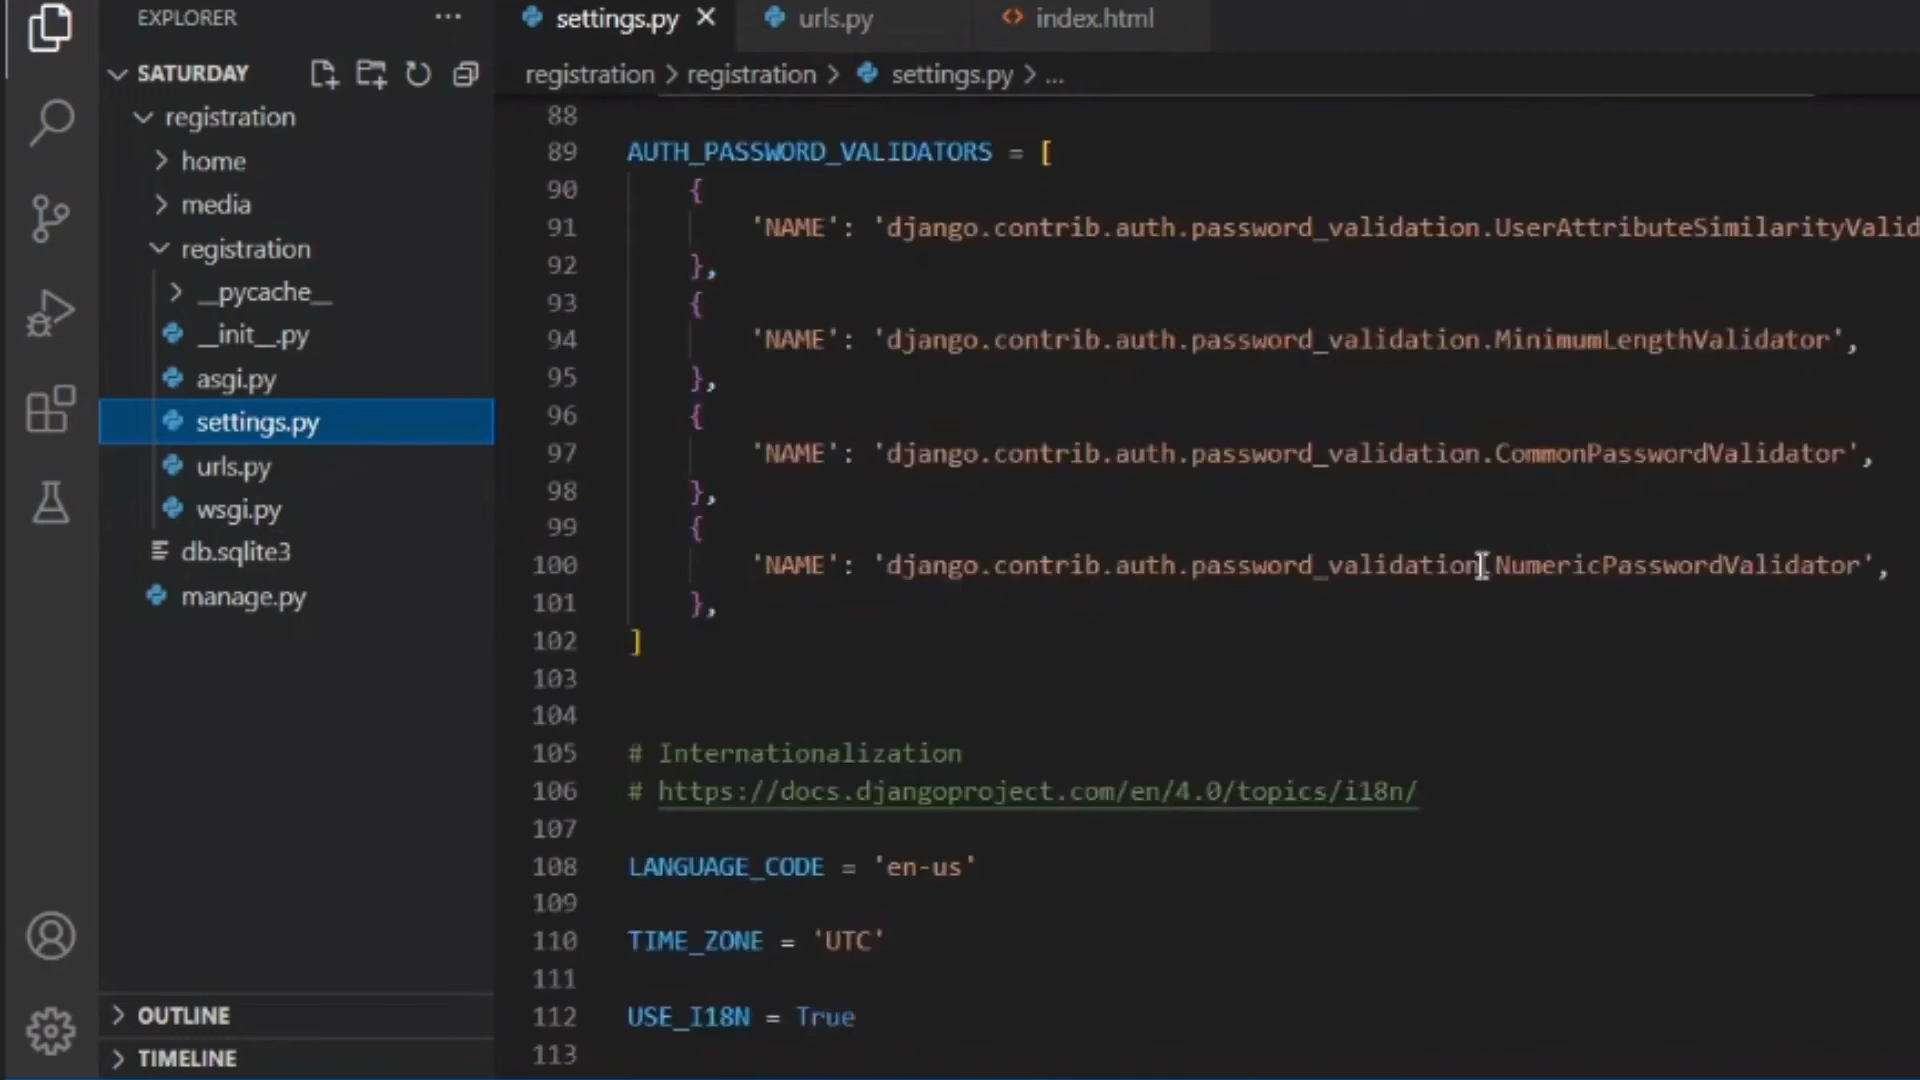 EXPLORER
SATURDAY
registration
home
media
registration
__pycache__
__init__.py
asgi.py
settings.py
urls.py
wsgi.py
db.sqlite3
manage.py
OUTLINE
TIMELINE
settings.py urls.py index.html
registration > registration > settings.py > ...
88
89 AUTH_PASSWORD_VALIDATORS = [
90 {
91 'NAME': 'django.contrib.auth.password_validation.UserAttributeSimilarityValid
92 },
93 {
94 'NAME': 'django.contrib.auth.password_validation.MinimumLengthValidator',
95 },
96 {
97 'NAME': 'django.contrib.auth.password_validation.CommonPasswordValidator',
98 },
99 {
100 'NAME': 'django.contrib.auth.password_validation.NumericPasswordValidator',
101 },
102 ]
103
104
105 # Internationalization
106 # https://docs.djangoproject.com/en/4.0/topics/i18n/
107
108 LANGUAGE_CODE = 'en-us'
109
110 TIME_ZONE = 'UTC'
111
112 USE_I18N = True
113